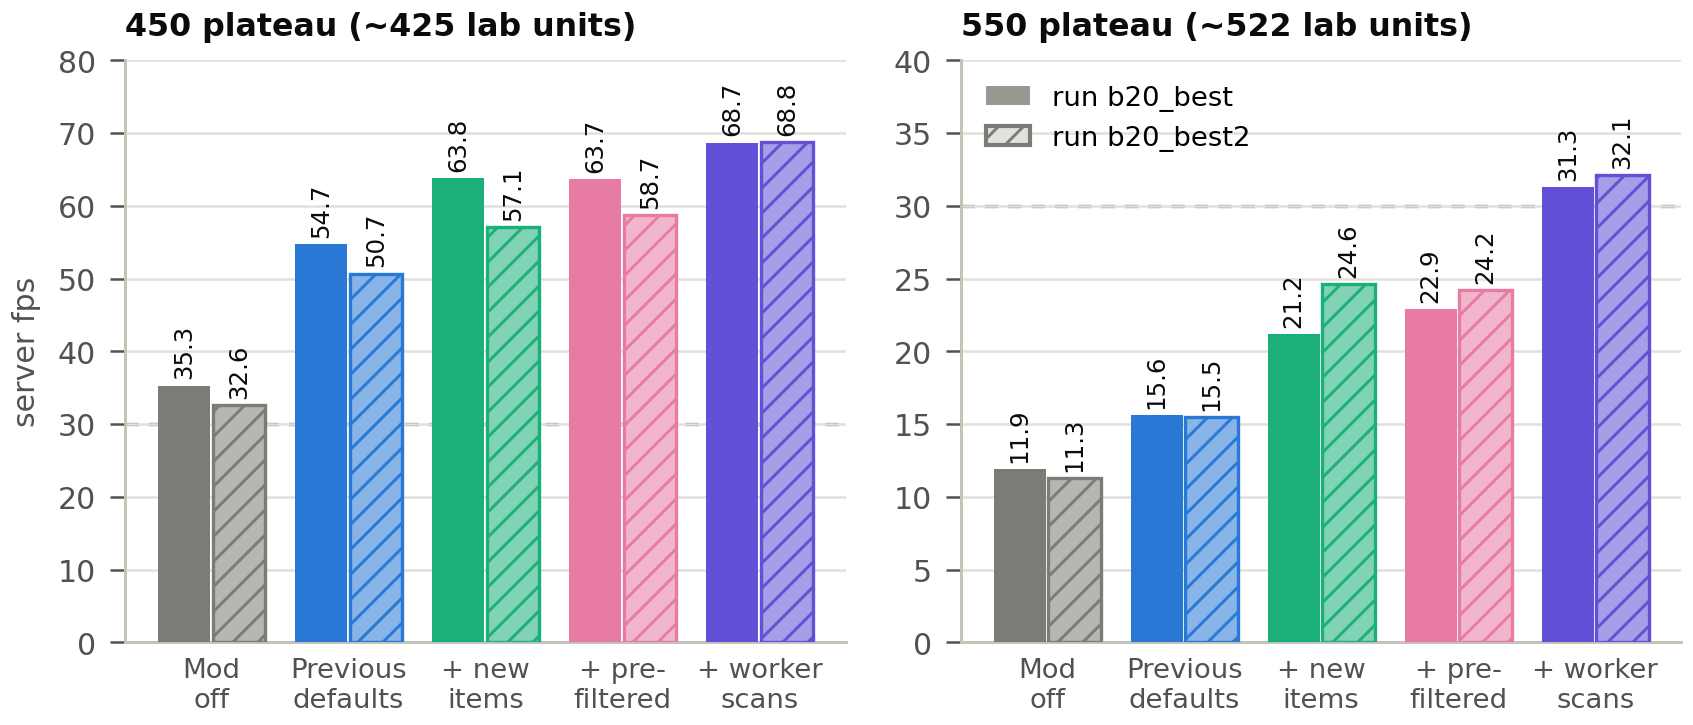 450 plateau (~425 lab units)
server fps
80
70
60
50
40
30
20
10
0
35.3
32.6
54.7
50.7
63.8
57.1
63.7
58.7
68.7
68.8
Mod
off
Previous
defaults
+ new
items
+ pre-
filtered
+ worker
scans
550 plateau (~522 lab units)
run b20_best
run b20_best2
40
35
30
25
20
15
10
5
0
11.9
11.3
15.6
15.5
21.2
24.6
22.9
24.2
31.3
32.1
Mod
off
Previous
defaults
+ new
items
+ pre-
filtered
+ worker
scans